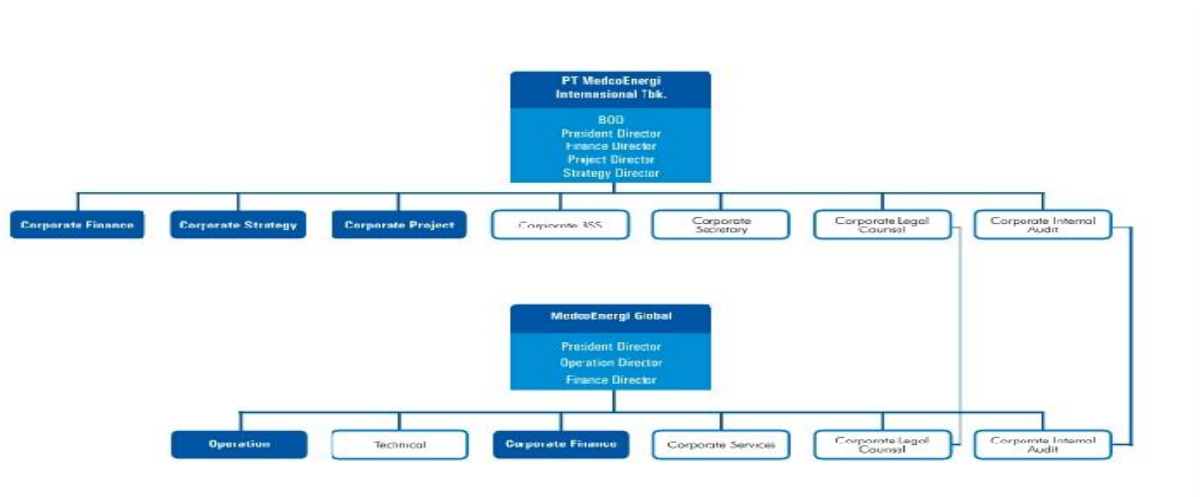 PT MedcoEnergi
Internasional Tbk.
BOD
President Director
Finance Director
Project Director
Strategy Director
Corporate Finance
Corporate Strategy
Corporate Project
Corporate
Corporate
Secretary
Corporate Legal
Counsel
Corporate Internal
Audit
MedcoEnergi Global
President Director
Operation Director
Finance Director
Operation
Technical
Corporate Finance
Corporate Services
Corporate Legal
Counsel
Corporate Internal
Audit